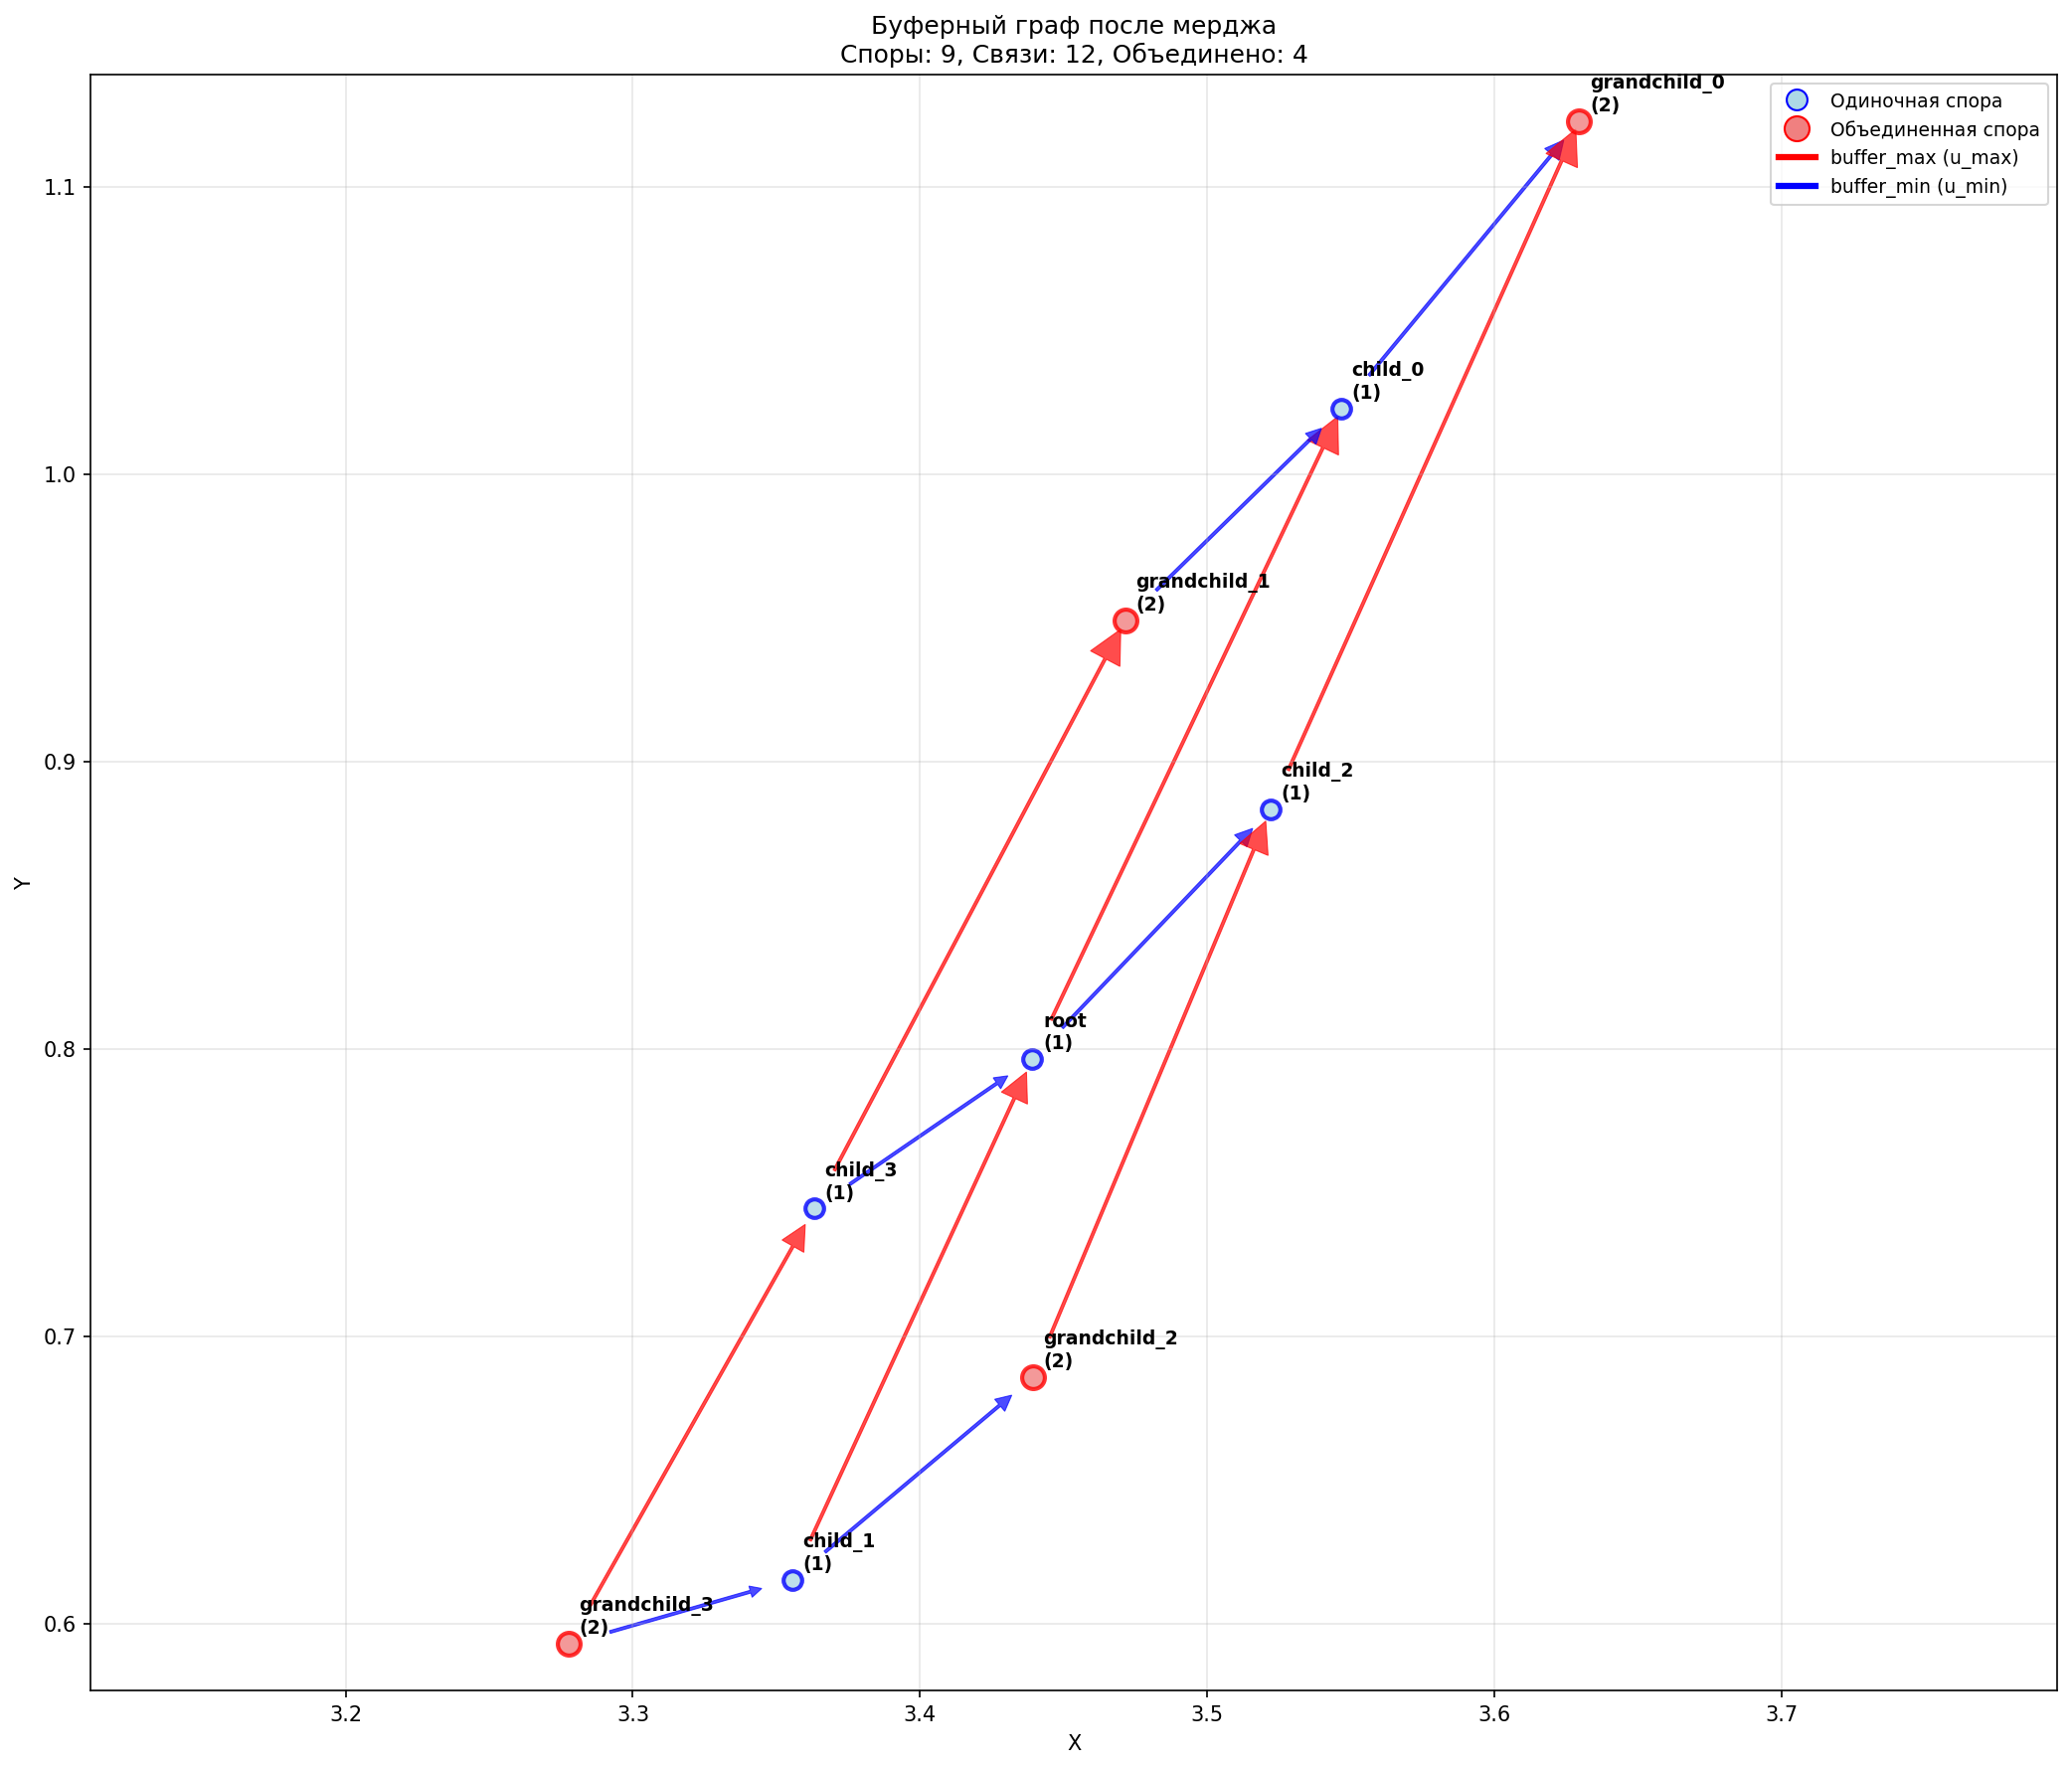 Буферный граф после мерджа
Споры: 9, Связи: 12, Объединено: 4
grandchild_0
(2)
Одиночная спора
Объединенная спора
buffer_max (u_max)
buffer_min (u_min)
child_0
(1)
grandchild_1
(2)
child_2
(1)
root
(1)
child_3
(1)
grandchild_2
(2)
child_1
(1)
grandchild_3
(2)
Y
1.1
1.0
0.9
0.8
0.7
0.6
3.2
3.3
3.4
3.5
3.6
3.7
X